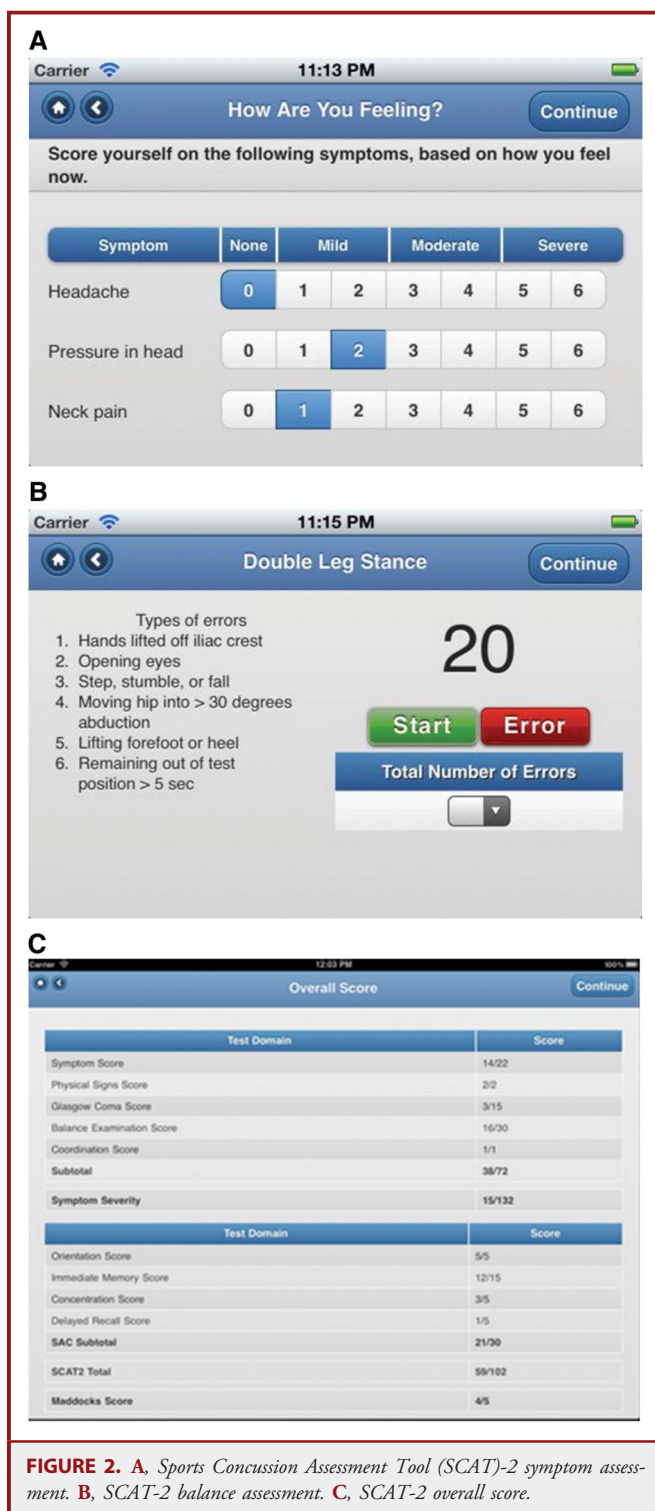 A
Carrier 11:13 PM
How Are You Feeling? Continue
Score yourself on the following symptoms, based on how you feel
now.
Symptom None Mild Moderate Severe
Headache 0 1 2 3 4 5 6
Pressure in head 0 1 2 3 4 5 6
Neck pain 0 1 2 3 4 5 6
B
Carrier 11:15 PM
Double Leg Stance Continue
Types of errors
1. Hands lifted off iliac crest
2. Opening eyes
3. Step, stumble, or fall
4. Moving hip into > 30 degrees
abduction
5. Lifting forefoot or heel
6. Remaining out of test
position > 5 sec
20
Start Error
Total Number of Errors
C
Carrier 12:03 PM 100%
Overall Score Continue
Test Domain Score
Symptom Score 14/22
Physical Signs Score 2/2
Glasgow Coma Score 3/15
Balance Examination Score 16/30
Coordination Score 1/1
Subtotal 38/72
Symptom Severity 15/132
Test Domain Score
Orientation Score 5/5
Immediate Memory Score 12/15
Concentration Score 3/5
Delayed Recall Score 1/5
SAC Subtotal 21/30
SCAT2 Total 59/102
Maddocks Score 4/5
FIGURE 2. A, Sports Concussion Assessment Tool (SCAT)-2 symptom assess-
ment. B, SCAT-2 balance assessment. C, SCAT-2 overall score.